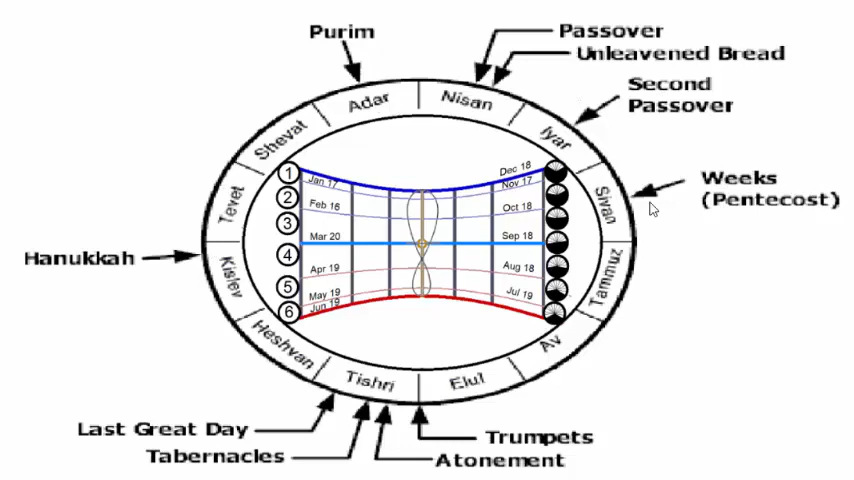 Purim
Passover
Unleavened Bread
Second
Passover
Weeks
(Pentecost)
Hanukkah
Last Great Day
Tabernacles
Trumpets
Atonement
Adar
Nisan
Iyar
Sivan
Tammuz
Av
Elul
Tishri
Heshvan
Kislev
Tevet
Shevat
1
2
3
4
5
6
Jan 17
Feb 16
Mar 20
Apr 19
May 19
Jun 19
Dec 18
Nov 17
Oct 18
Sep 18
Aug 18
Jul 19